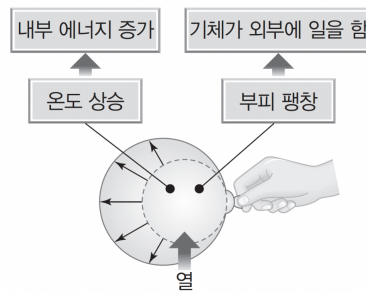 내부 에너지 증가
기체가 외부에 일을 함
온도 상승
부피 팽창
열